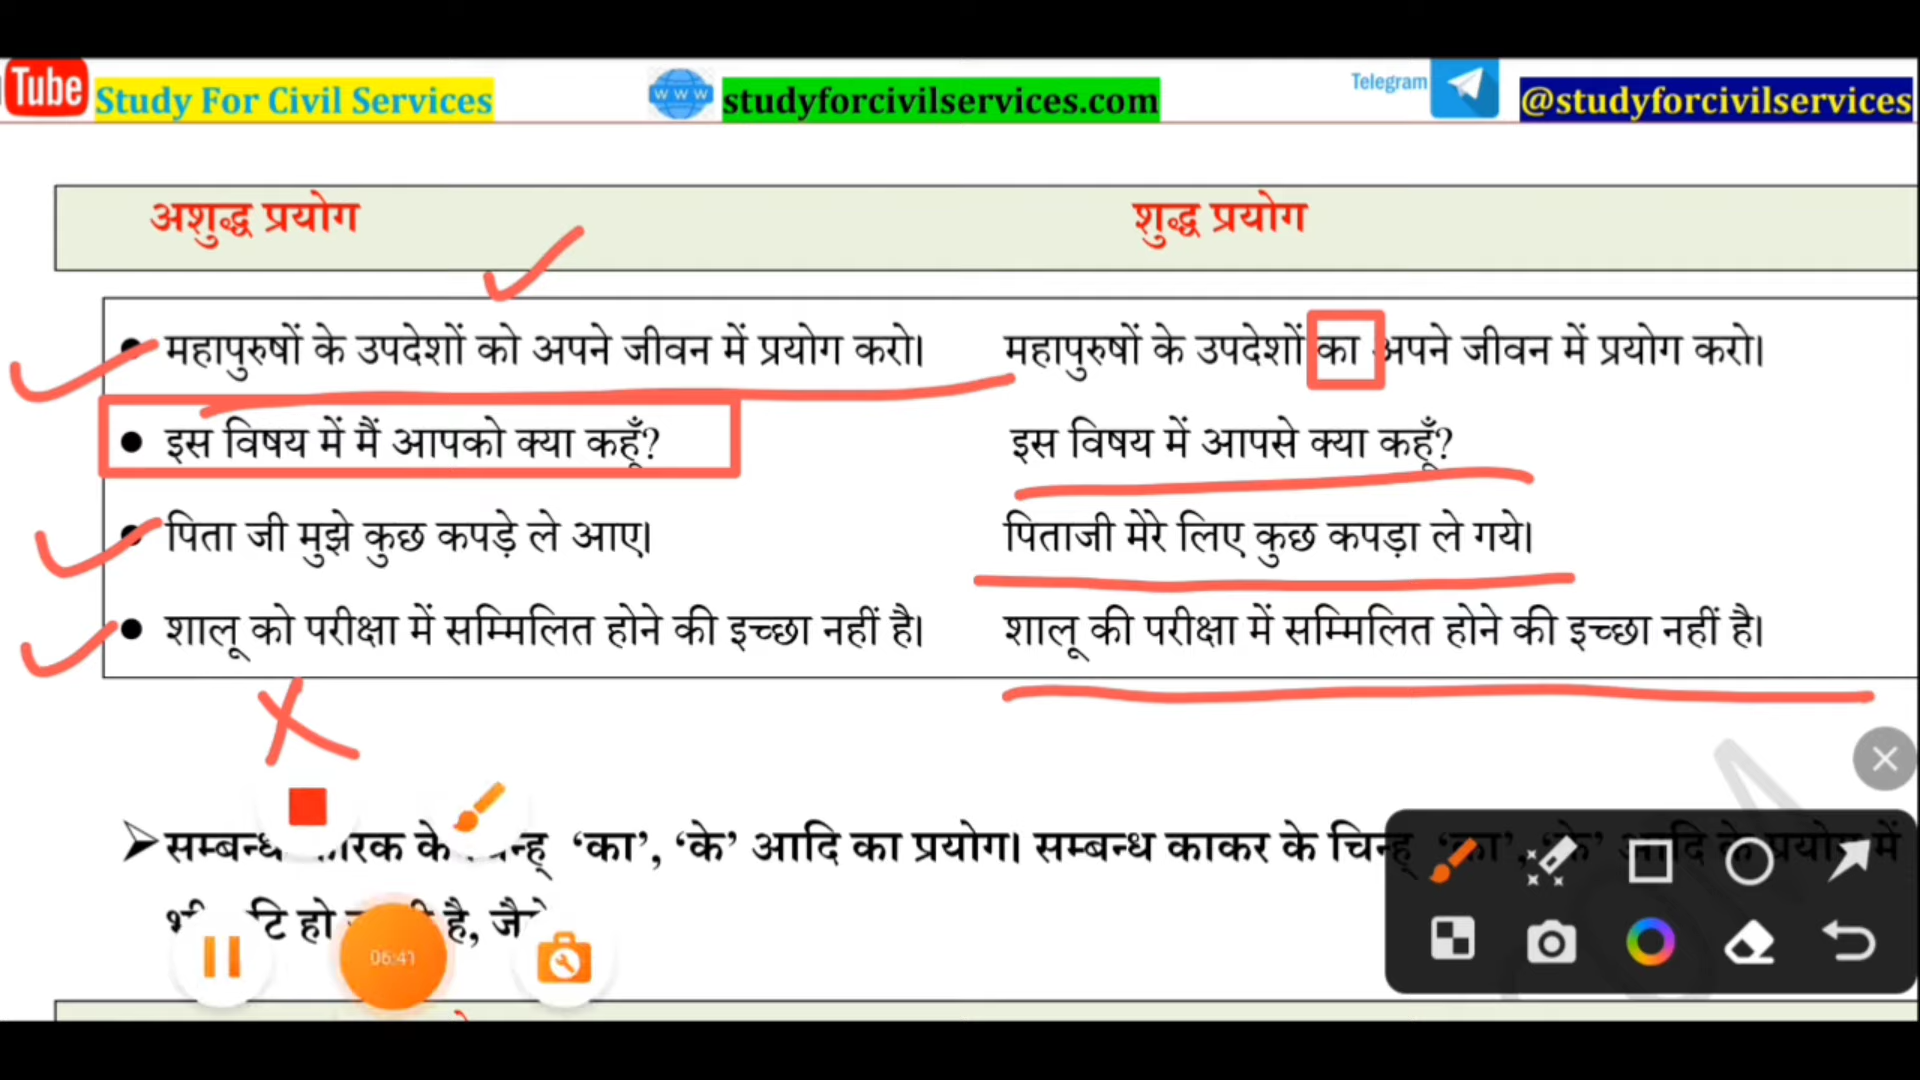 Tube Study For Civil Services
www studyforcivilservices.com
Telegram @studyforcivilservices
अशुद्ध प्रयोग शुद्ध प्रयोग
महापुरुषों के उपदेशों को अपने जीवन में प्रयोग करो। महापुरुषों के उपदेशों का अपने जीवन में प्रयोग करो।
इस विषय में मैं आपको क्या कहूँ? इस विषय में आपसे क्या कहूँ?
पिता जी मुझे कुछ कपड़े ले आए। पिताजी मेरे लिए कुछ कपड़ा ले गये।
शालू को परीक्षा में सम्मिलित होने की इच्छा नहीं है। शालू की परीक्षा में सम्मिलित होने की इच्छा नहीं है।
के ‘का’, ‘के’ आदि का प्रयोग। सम्बन्ध काकर के चिन्ह् ‘का’, ‘के’ आदि के प्रयोग में
हो है,
06:41